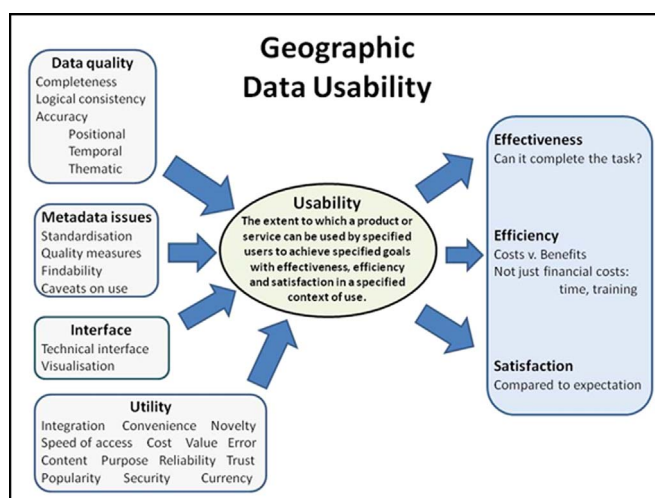 Geographic
Data Usability
Data quality
Completeness
Logical consistency
Accuracy
Positional
Temporal
Thematic
Metadata issues
Standardisation
Quality measures
Findability
Caveats on use
Interface
Technical interface
Visualisation
Utility
Integration Convenience Novelty
Speed of access Cost Value Error
Content Purpose Reliability Trust
Popularity Security Currency
Usability
The extent to which a product or
service can be used by specified
users to achieve specified goals
with effectiveness, efficiency
and satisfaction in a specified
context of use.
Effectiveness
Can it complete the task?
Efficiency
Costs v. Benefits
Not just financial costs:
time, training
Satisfaction
Compared to expectation